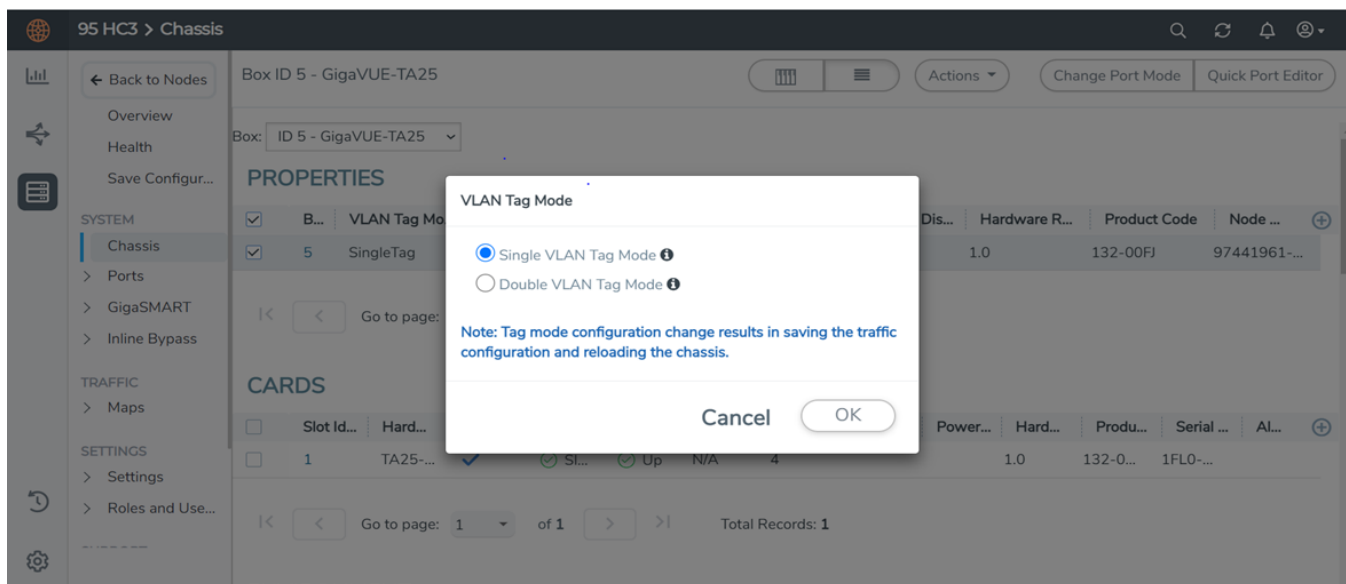 95 HC3 > Chassis
← Back to Nodes
Overview
Health
Save Configur...
SYSTEM
Chassis
Ports
GigaSMART
Inline Bypass
TRAFFIC
Maps
SETTINGS
Settings
Roles and Use...
Box ID 5 - GigaVUE-TA25
Actions
Change Port Mode
Quick Port Editor
Box: ID 5 - GigaVUE-TA25
PROPERTIES
B... VLAN Tag Mo Dis... Hardware R... Product Code Node ...
5 SingleTag 1.0 132-00FJ 97441961-...
Go to page:
VLAN Tag Mode
Single VLAN Tag Mode
Double VLAN Tag Mode
Note: Tag mode configuration change results in saving the traffic
configuration and reloading the chassis.
Cancel OK
CARDS
Slot Id... Hard... Power... Hard... Produ... Serial ... Al...
1 TA25-... Sl... Up N/A 4 1.0 132-0... 1FL0-...
Go to page: 1 of 1 Total Records: 1